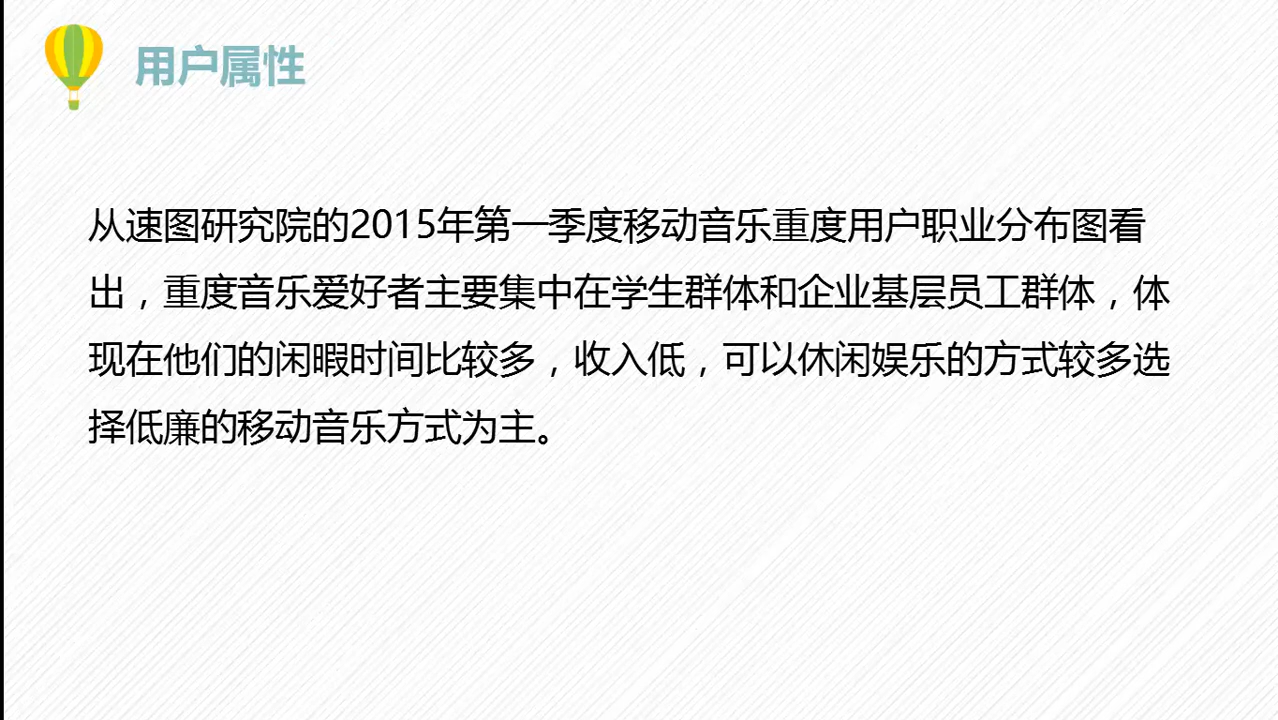 用户属性
从速图研究院的2015年第一季度移动音乐重度用户职业分布图看
出，重度音乐爱好者主要集中在学生群体和企业基层员工群体，体
现在他们的闲暇时间比较多，收入低，可以休闲娱乐的方式较多选
择低廉的移动音乐方式为主。